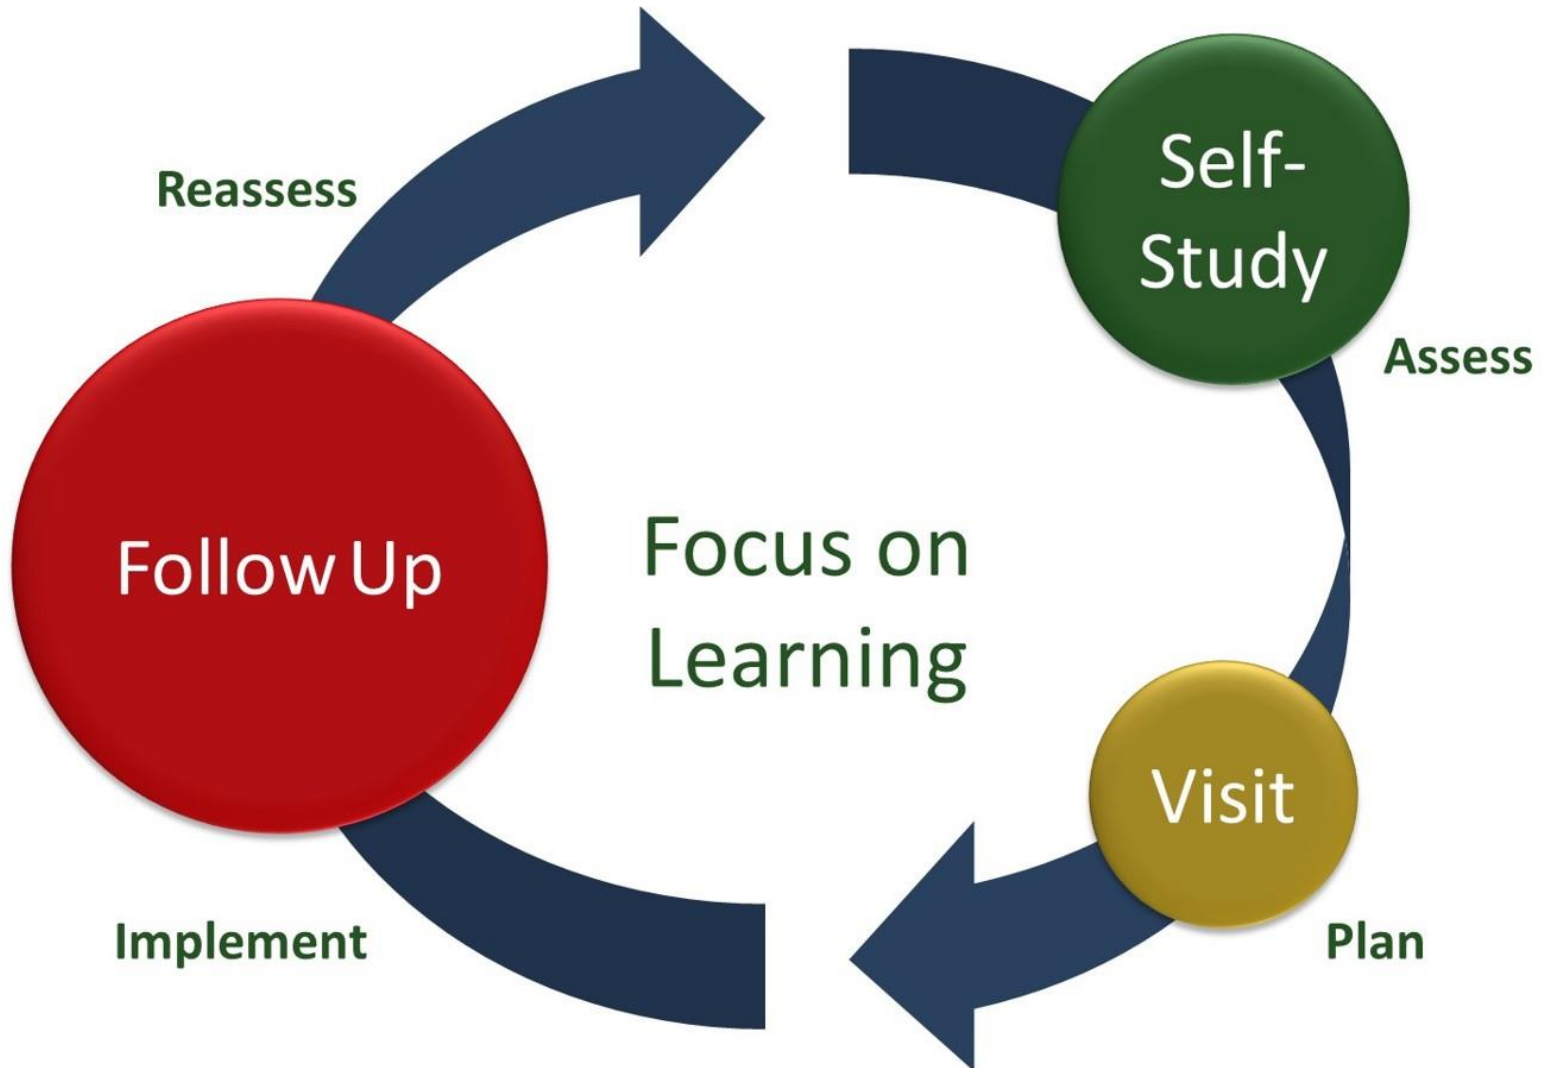 Reassess
Self-
Study
Assess
Follow Up
Focus on
Learning
Visit
Implement
Plan